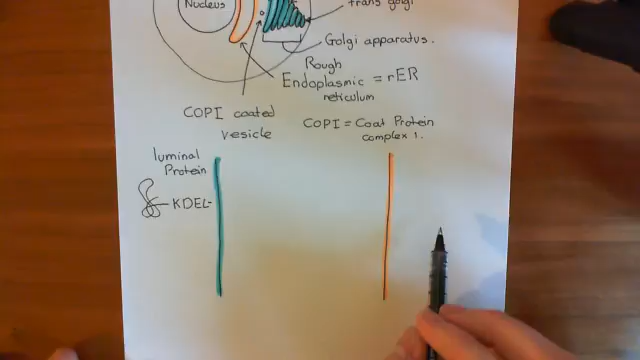 Nucleus
trans golgi
Golgi apparatus.
Rough
Endoplasmic = rER
reticulum
COPI coated
vesicle
COPI = Coat Protein
complex 1.
luminal
Protein
KDEL